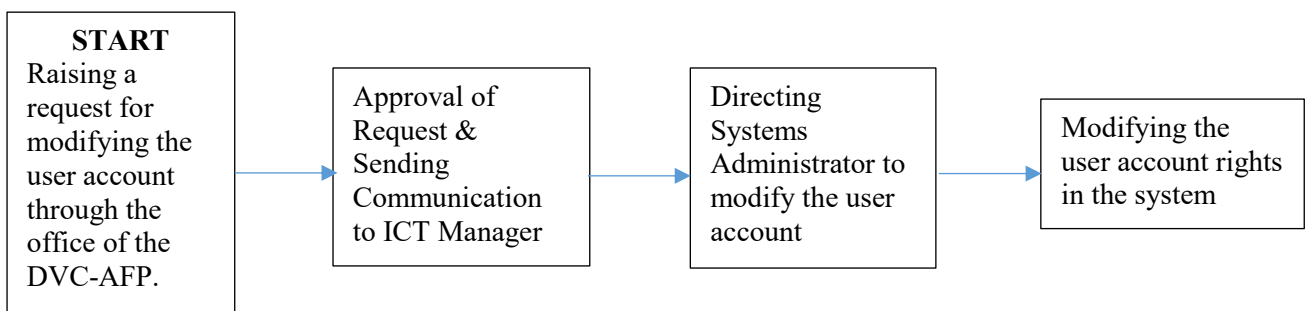 START
Raising a
request for
modifying the
user account
through the
office of the
DVC-AFP.
Approval of
Request &
Sending
Communication
to ICT Manager
Directing
Systems
Administrator to
modify the user
account
Modifying the
user account rights
in the system